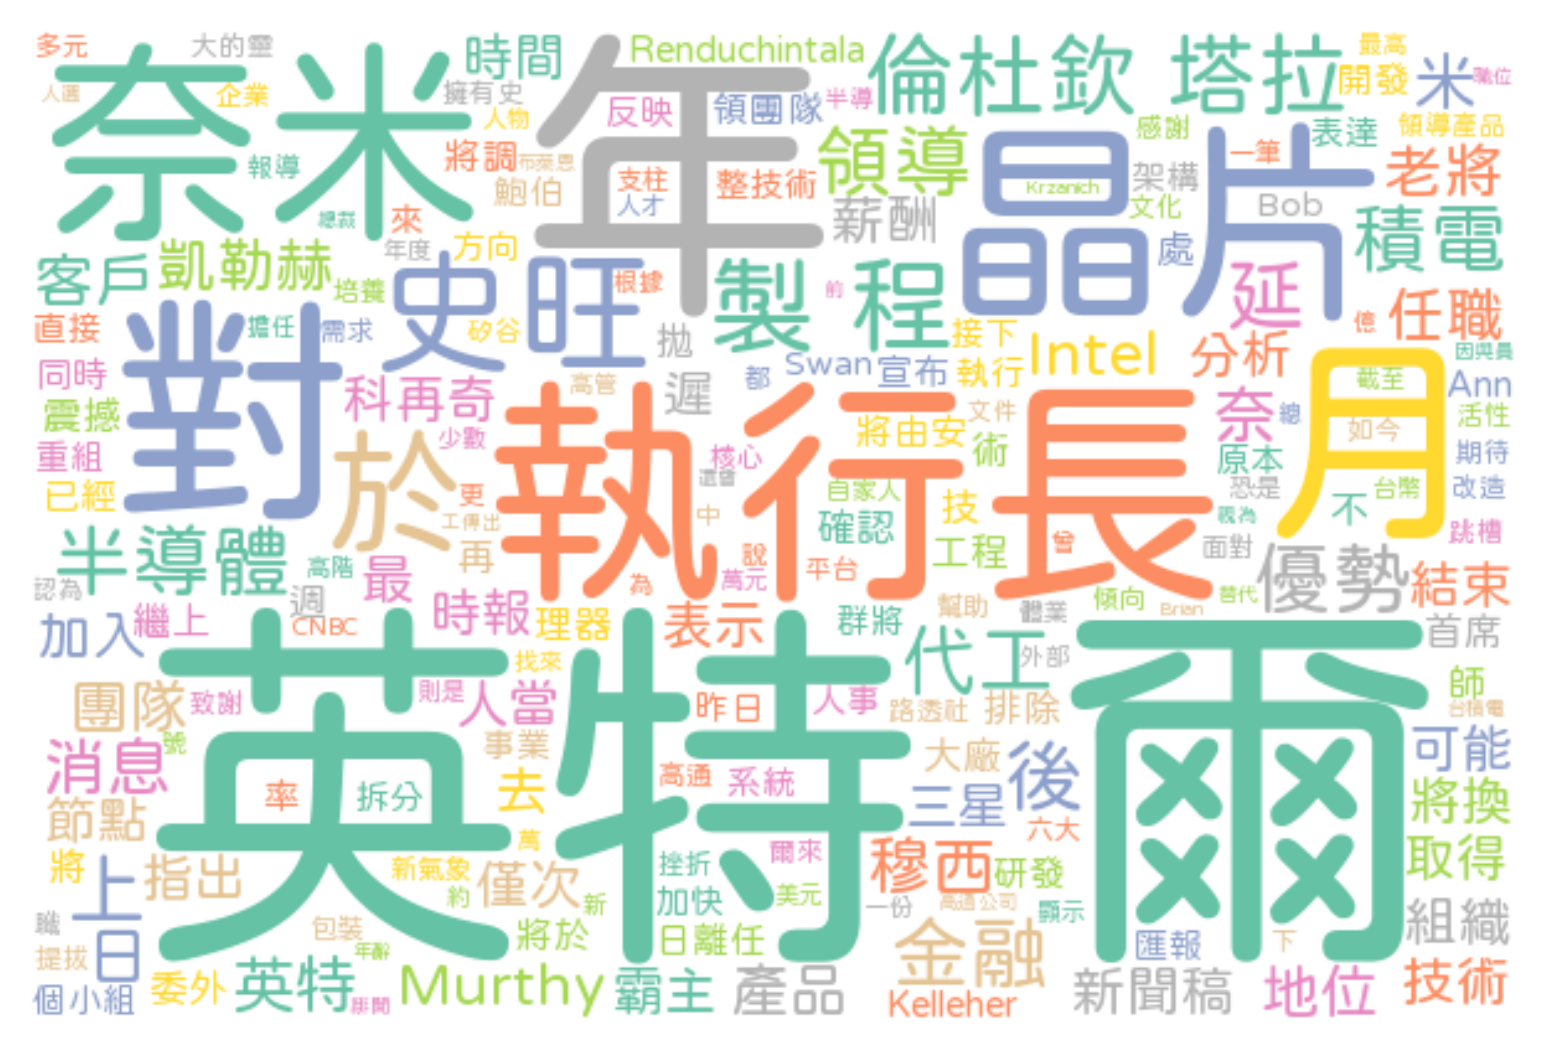 多元
大的靈
時間
Renduchintala
倫杜欽
塔拉
最高
開發
米
職位
奈米
年
企業
擁有史
人物
反映
領團隊
半導
感謝
表達
領導產品
報導
將調
布萊恩
鮑伯
支柱
人才
整技術
領導
晶片
Krzanich
架構
文化
一筆
Bob
老將
總裁
來
年度
方向
薪酬
處
積電
客戶
凱勒赫
培養
史旺
根據
製程
前
延
任職
億
直接
擔任
需求
矽谷
拋
接下
Intel
分析
因與員
同時
對
科再奇
高管
遲
都
Swan
宣布
執行
奈
總
月
截至
Ann
震撼
少數
執行長
文件
將由安
術
原本
如今
活性
重組
於
核心
還會
自家人
恐是
台幣
期待
改造
已經
更
工傳出
中
確認
技
曾
親為
不
跳槽
半導體
高階
最
再
說
萬元
平台
工程
面對
優勢
結束
認為
週
為
加入
繼上
CNBC
時報
理器
表示
群將
幫助
體業
傾向
Brian
替代
首席
英特爾
找來
代工
外部
師
團隊
致謝
則是
人當
昨日
人事
路透社
排除
台積電
消息
號
事業
大廠
後
可能
率
拆分
去
高通
系統
三星
六大
將換
節點
萬
爾來
穆西
研發
取得
將
上
指出
新氣象
約
僅次
新
挫折
加快
美元
一份
高通公司
顯示
組織
職
包裝
將於
日離任
金融
匯報
下
提拔
日
年齡
個小組
委外
英特
Murthy
霸主
產品
Kelleher
新聞稿
地位
技術